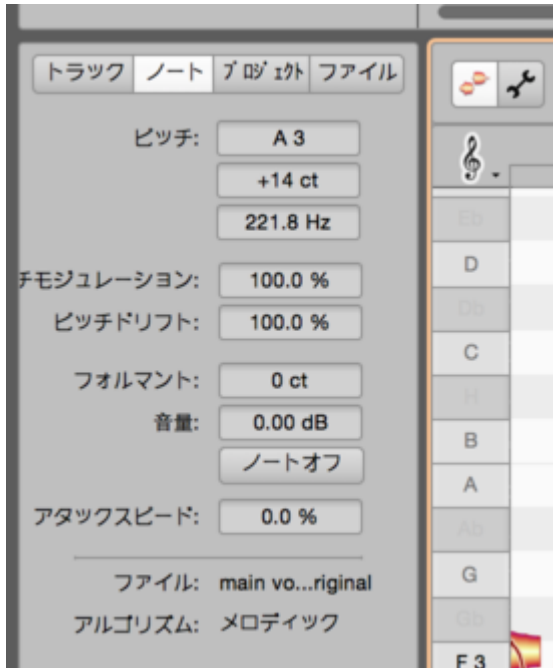 トラック ノート プロジェクト ファイル
ピッチ: A 3
+14 ct
221.8 Hz
チモジュレーション: 100.0 %
ピッチドリフト: 100.0 %
フォルマント: 0 ct
音量: 0.00 dB
ノートオフ
アタックスピード: 0.0 %
ファイル: main vo...riginal
アルゴリズム: メロディック
Eb
D
Db
C
H
B
A
Ab
G
Gb
F 3